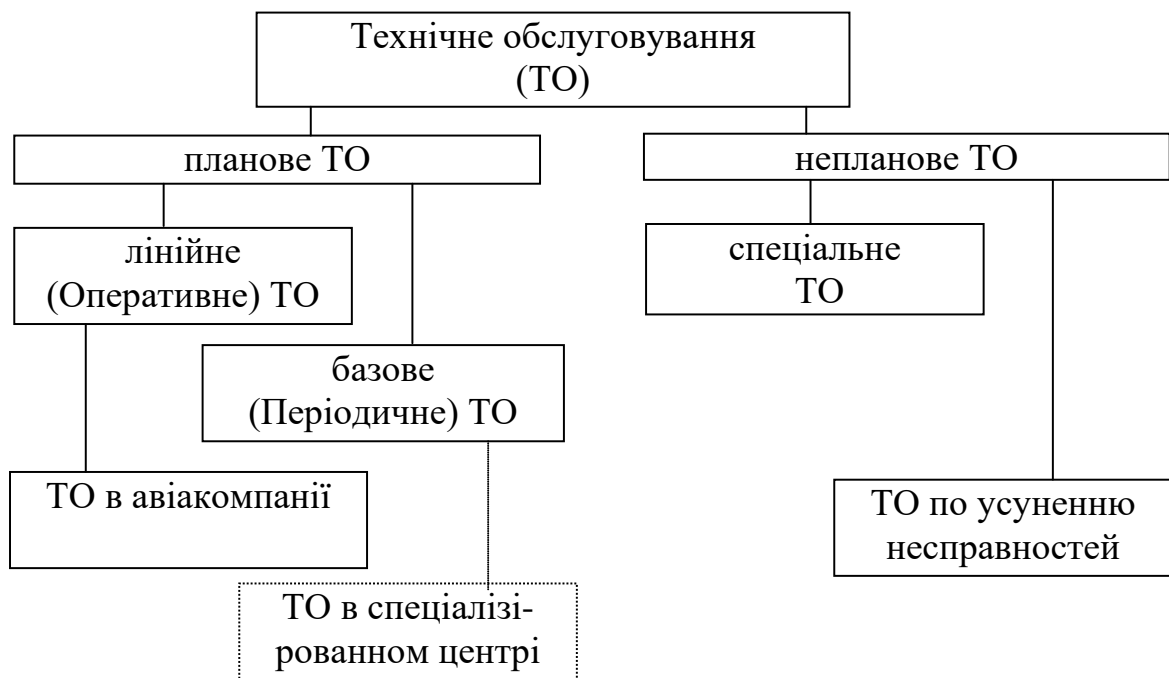 Технічне обслуговування
(ТО)
планове ТО
непланове ТО
лінійне
(Оперативне) ТО
спеціальне
ТО
базове
(Періодичне) ТО
ТО в авіакомпанії
ТО по усуненню
несправностей
ТО в спеціалізі-
рованном центрі